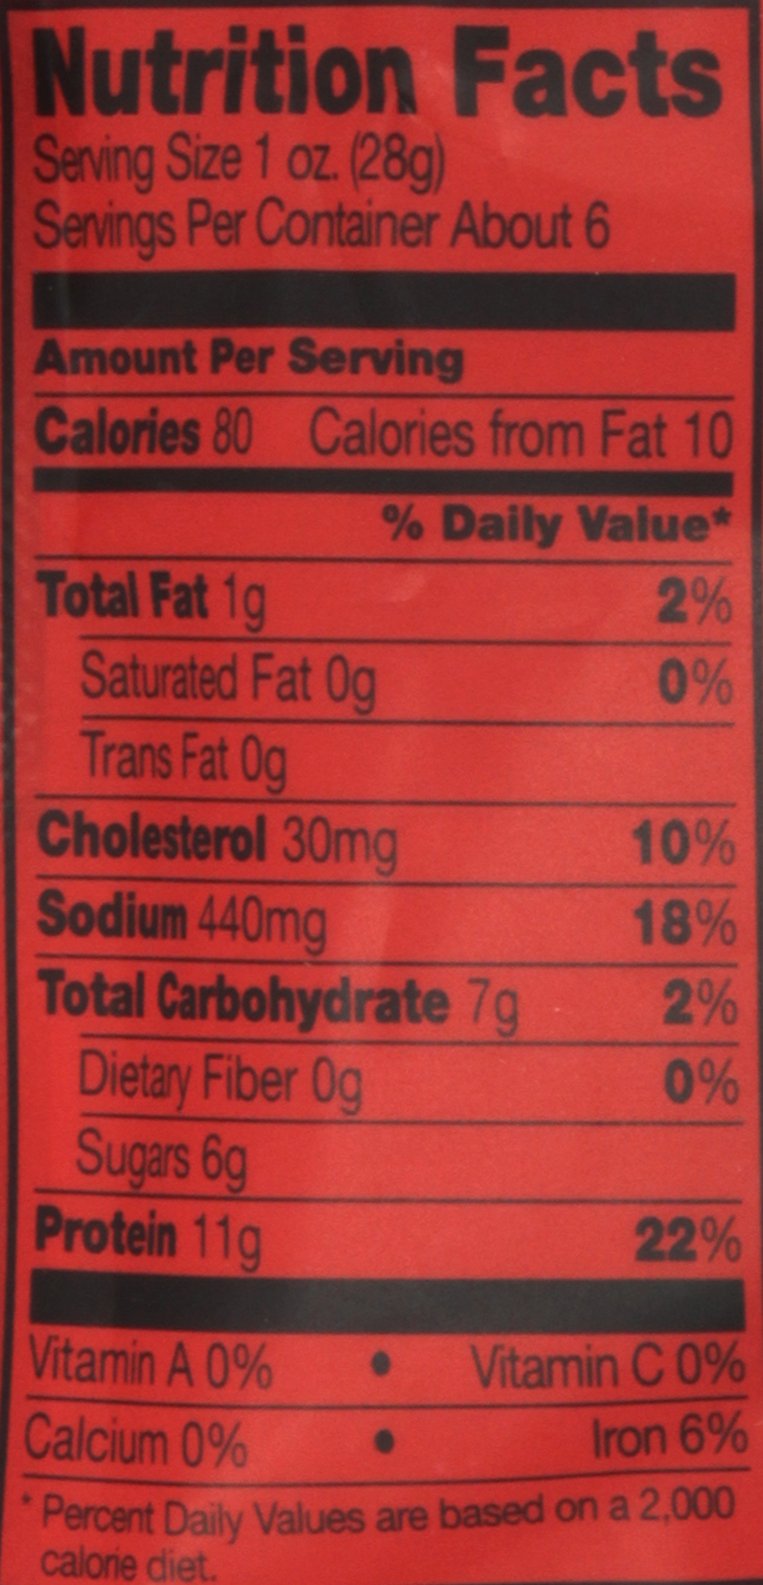 Nutrition Facts
Serving Size 1 oz. (28g)
Servings Per Container About 6
Amount Per Serving
Calories 80 Calories from Fat 10
% Daily Value*
Total Fat 1g 2%
Saturated Fat 0g 0%
Trans Fat 0g
Cholesterol 30mg 10%
Sodium 440mg 18%
Total Carbohydrate 7g 2%
Dietary Fiber 0g 0%
Sugars 6g
Protein 11g 22%
Vitamin A 0% • Vitamin C 0%
Calcium 0% • Iron 6%
* Percent Daily Values are based on a 2,000
calorie diet.